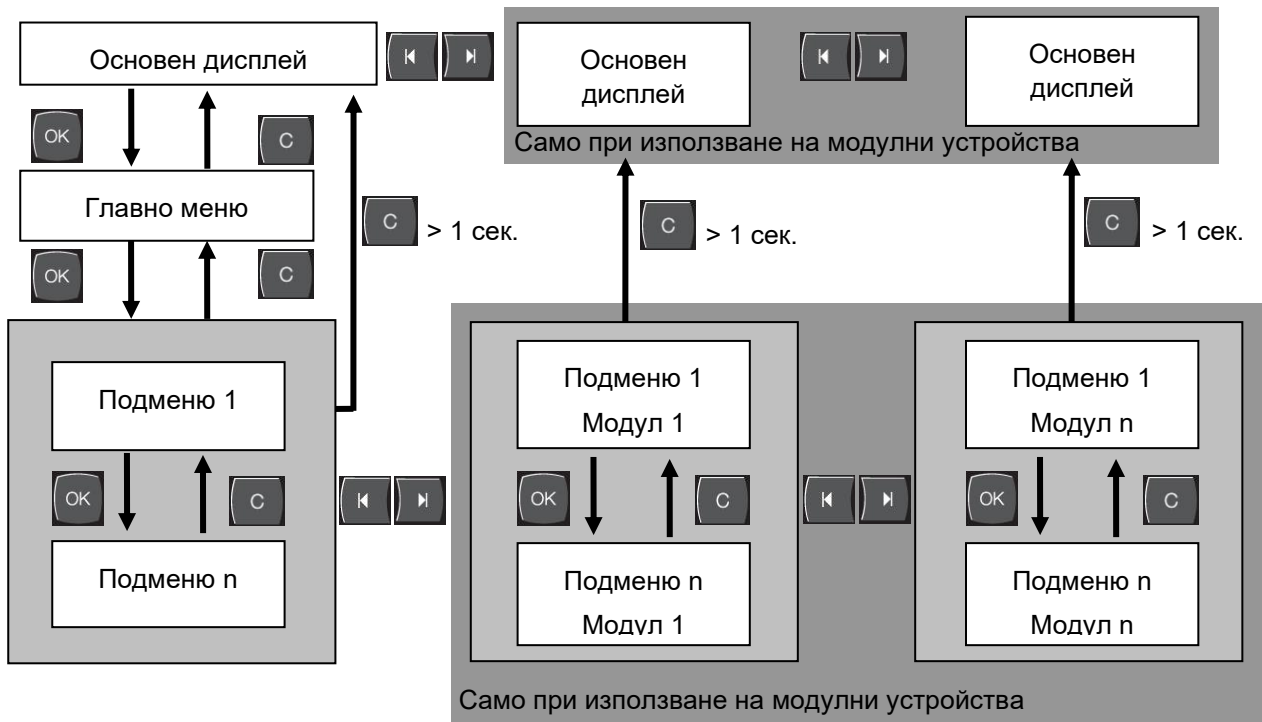 Основен дисплей
Основен
дисплей
Основен
дисплей
Само при използване на модулни устройства
OK
C
Главно меню
C
> 1 сек.
C
> 1 сек.
C
> 1 сек.
OK
C
Подменю 1
Подменю 1
Модул 1
Подменю 1
Модул n
OK
C
OK
C
OK
C
Подменю n
Подменю n
Модул 1
Подменю n
Модул n
Само при използване на модулни устройства